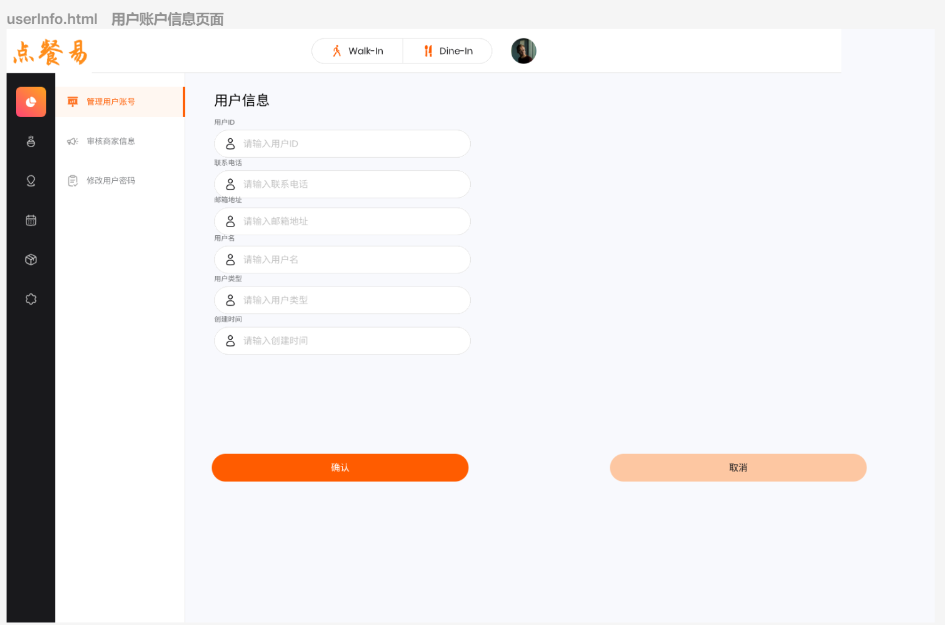 userInfo.html 用户账户信息页面
点餐易
Walk-In
Dine-In
管理用户账号
审核商家信息
修改用户密码
用户信息
用户ID
请输入用户ID
联系电话
请输入联系电话
邮箱地址
请输入邮箱地址
用户名
请输入用户名
用户类型
请输入用户类型
创建时间
请输入创建时间
确认
取消